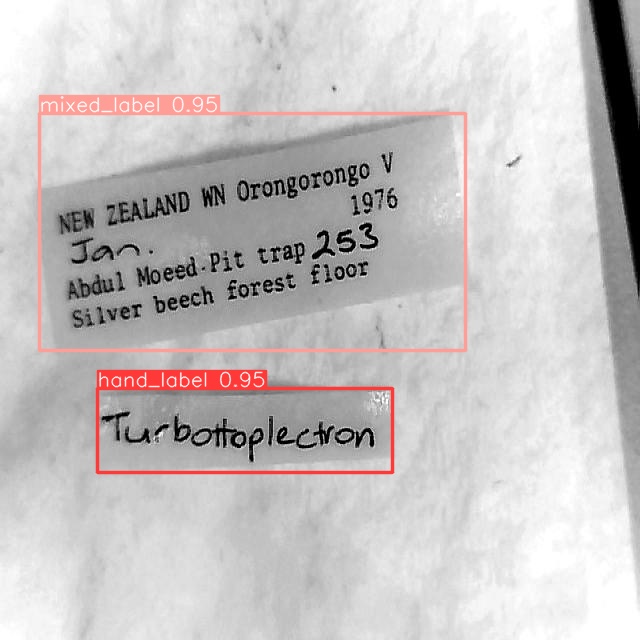 mixed_label 0.95
NEW ZEALAND WN Orongorongo V
1976
Jan.
Abdul Moeed.Pit trap 253
Silver beech forest floor
hand_label 0.95
Turbottoplectron